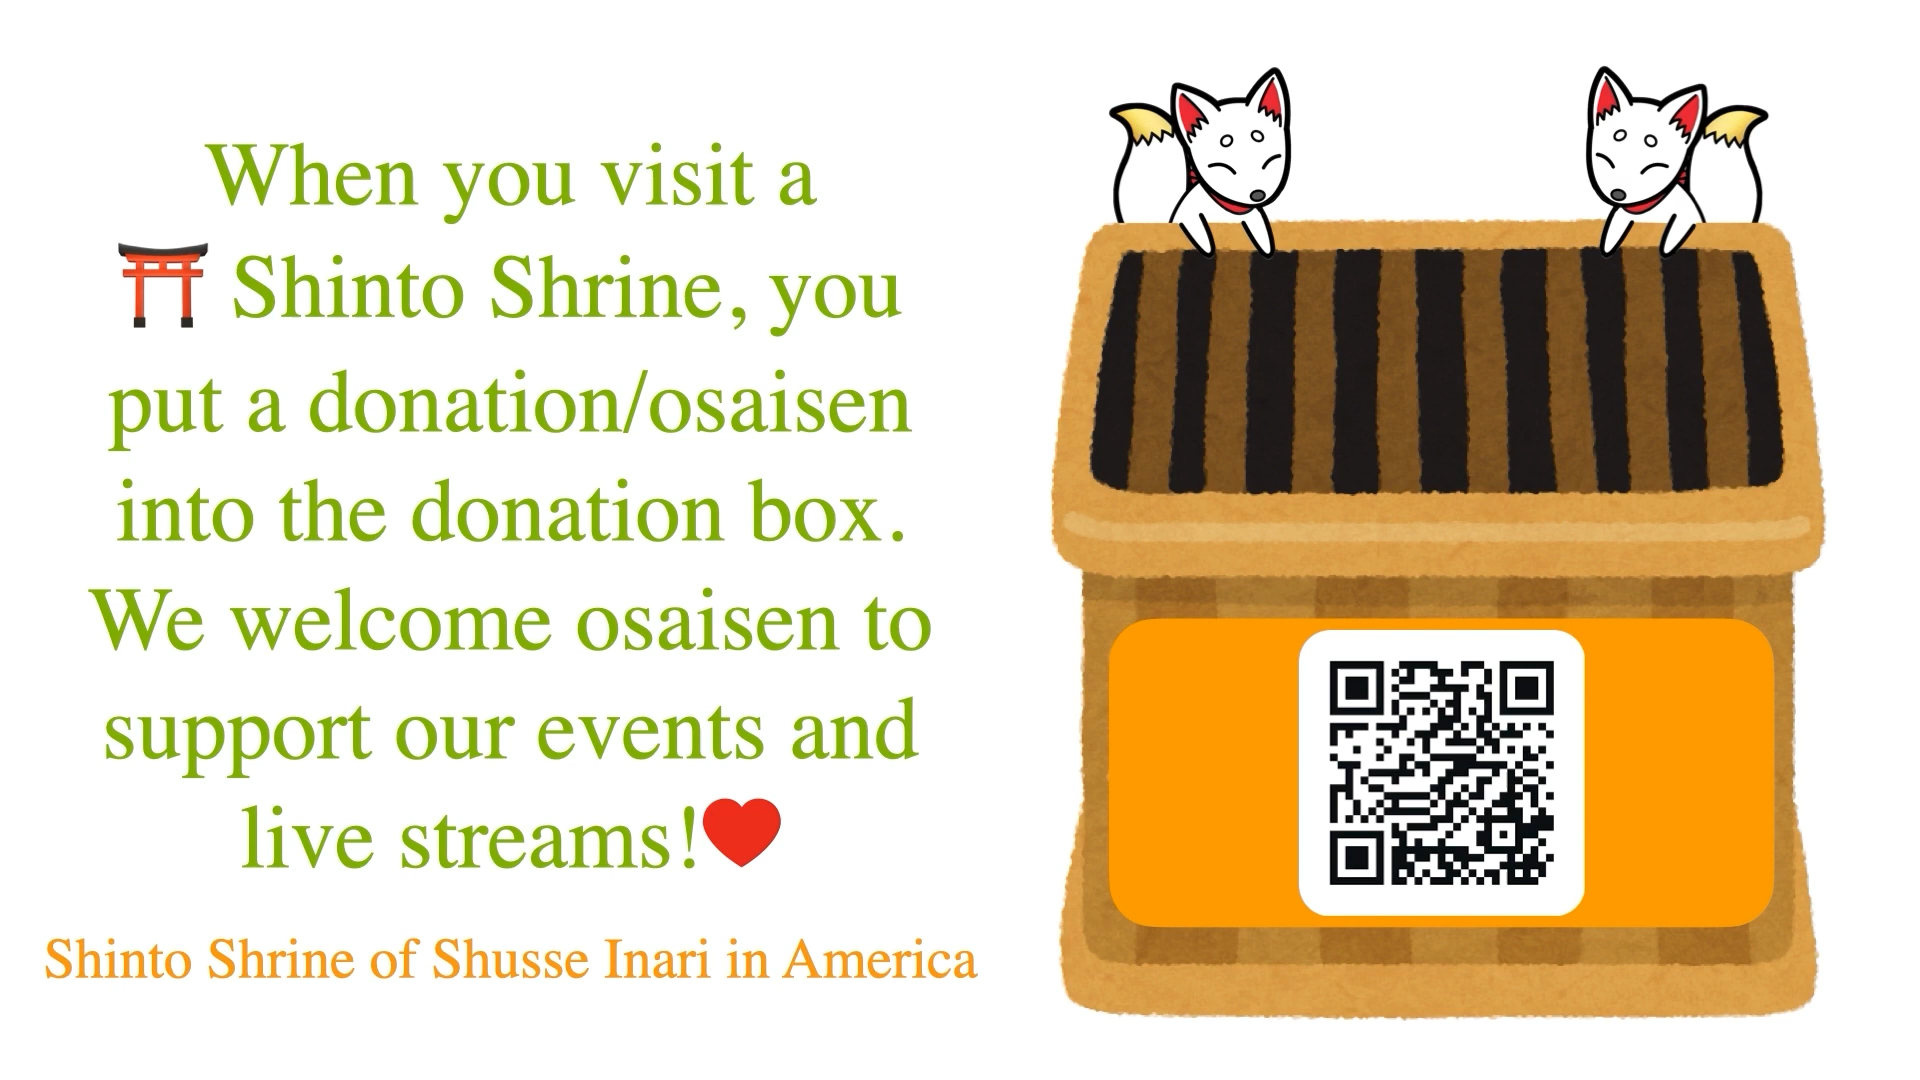 When you visit a
⛩️ Shinto Shrine, you
put a donation/osaisen
into the donation box.
We welcome osaisen to
support our events and
live streams!❤️
Shinto Shrine of Shusse Inari in America